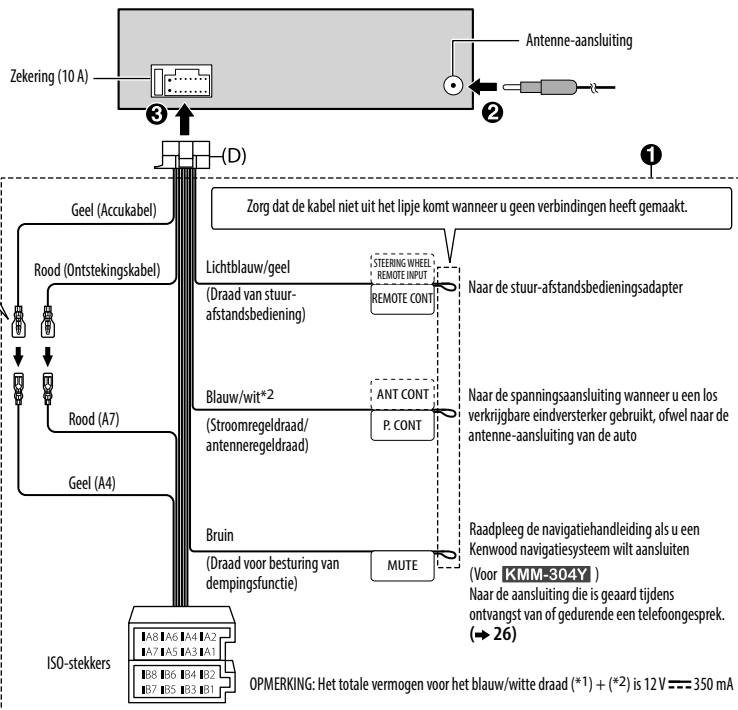 Antenne-aansluiting
Zekering (10 A)
❸
❷
(D)
❶
Zorg dat de kabel niet uit het lipje komt wanneer u geen verbindingen heeft gemaakt.
Geel (Accukabel)
Rood (Ontstekingskabel)
Lichtblauw/geel
(Draad van stuur-
afstandsbediening)
STEERING WHEEL
REMOTE INPUT
REMOTE CONT
Naar de stuur-afstandsbedieningsadapter
Blauw/wit*2
(Stroomregeldraad/
antenneregeldraad)
ANT CONT
P. CONT
Naar de spanningsaansluiting wanneer u een los
verkrijgbare eindversterker gebruikt, ofwel naar de
antenne-aansluiting van de auto
Rood (A7)
Geel (A4)
Bruin
(Draad voor besturing van
dempingsfunctie)
MUTE
Raadpleeg de navigatiehandleiding als u een
Kenwood navigatiesysteem wilt aansluiten
(Voor KMM-304Y )
Naar de aansluiting die is geaard tijdens
ontvangst van of gedurende een telefoongesprek.
(➜ 26)
ISO-stekkers
A8 A6 A4 A2
A7 A5 A3 A1
B8 B6 B4 B2
B7 B5 B3 B1
OPMERKING: Het totale vermogen voor het blauw/witte draad (*1) + (*2) is 12 V ⎓ 350 mA